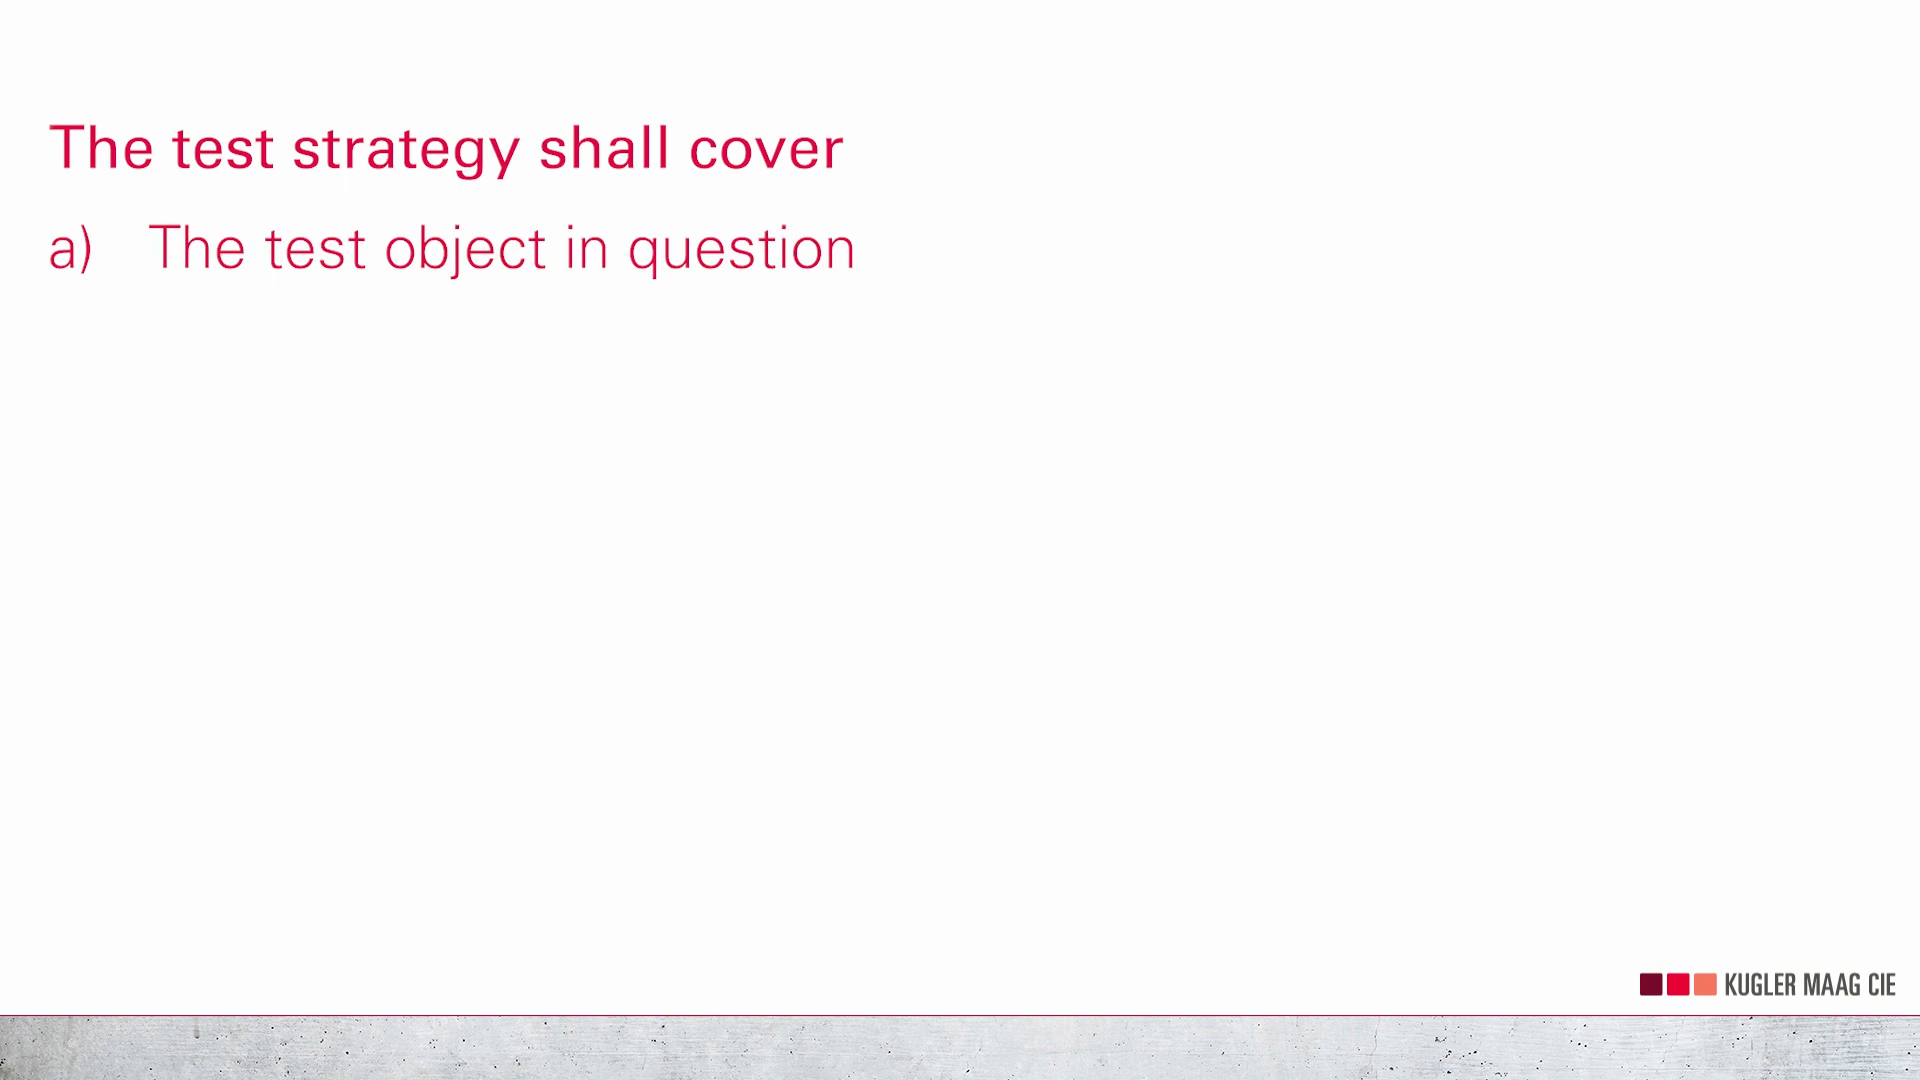 The test strategy shall cover
a) The test object in question
KUGLER MAAG CIE